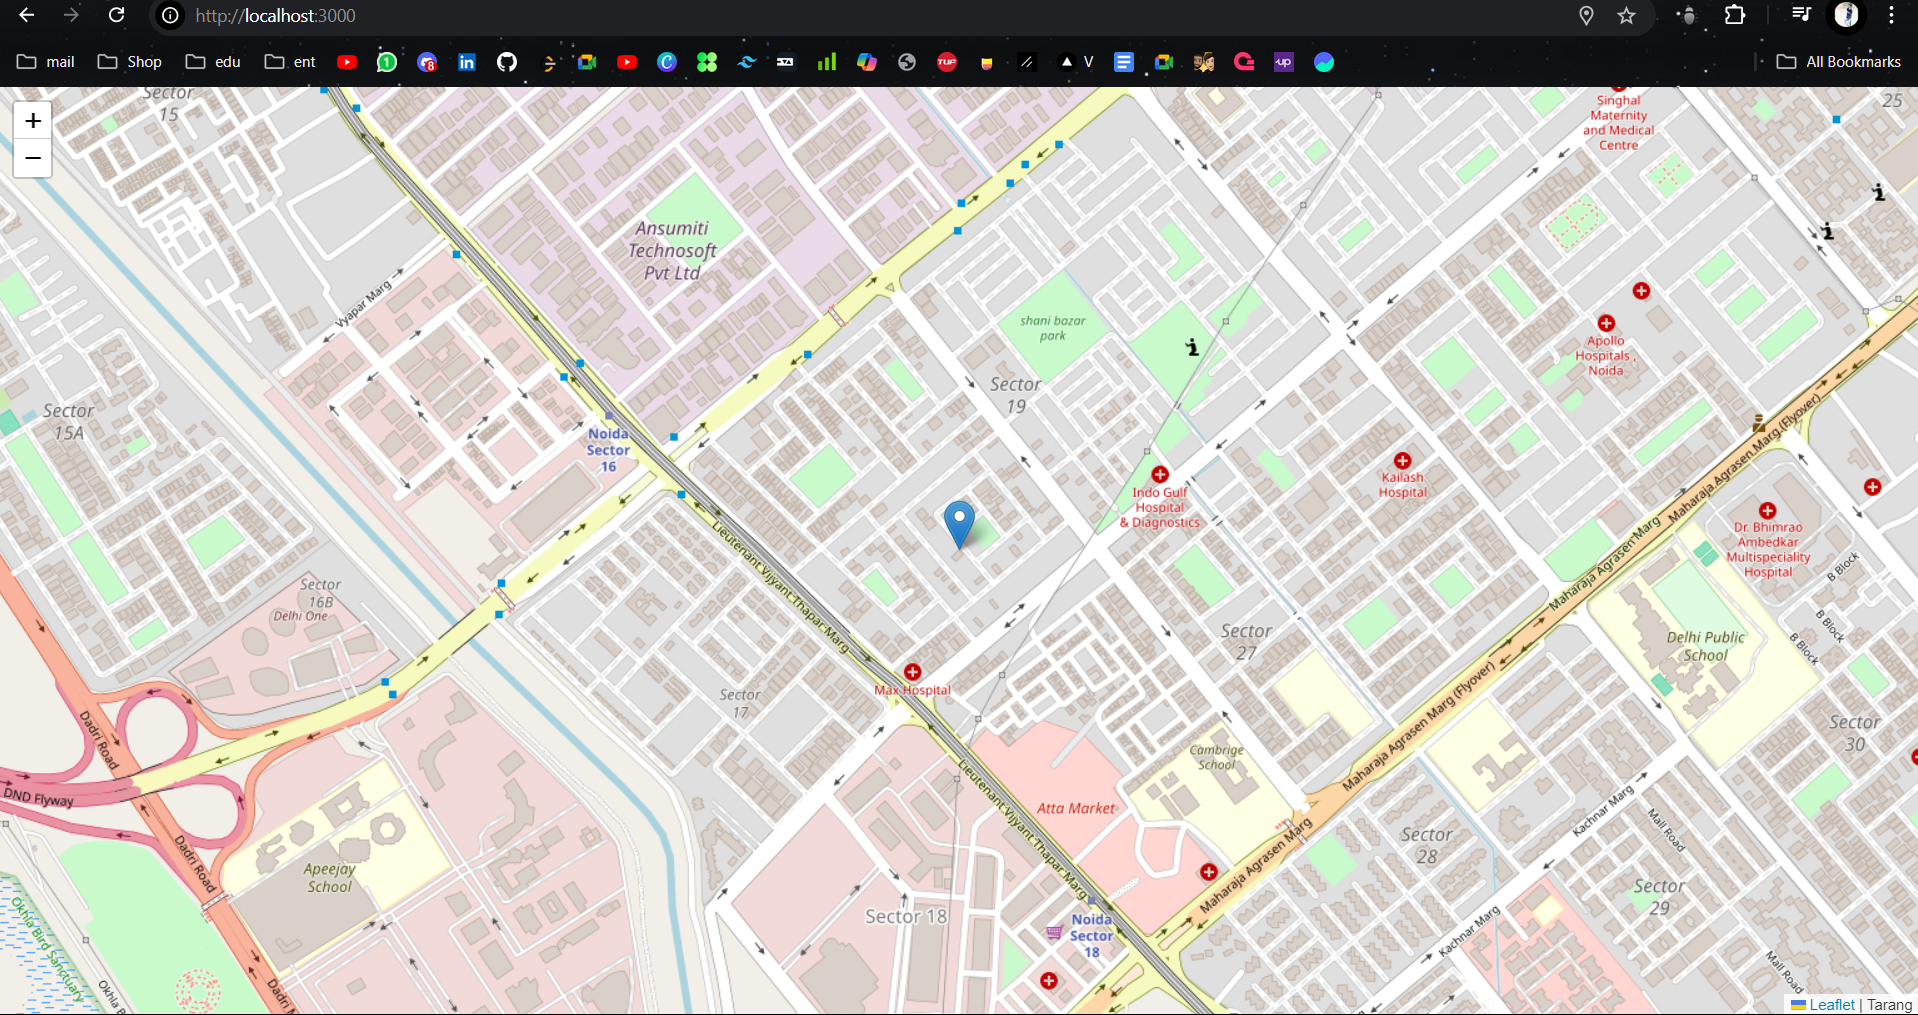 http://localhost:3000
mail
Shop
edu
ent
V
All Bookmarks
+
−
Sector
15
Singhal
Maternity
and Medical
Centre
25
Ansumiti
Technosoft
Pvt Ltd
Vyapar Marg
shani bazar
park
Sector
19
Apollo
Hospitals ,
Noida
Sector
15A
Noida
Sector
16
Indo Gulf
Hospital
& Diagnostics
Kailash
Hospital
Maharaja Agrasen Marg (Flyover)
Maharaja Agrasen Marg
Dr. Bhimrao
Ambedkar
Multispeciality
Hospital
B Block
B Block
B Block
Lieutenant Vijyant Thapar Marg
Sector
16B
Delhi One
Sector
27
Delhi Public
School
Max Hospital
Sector
17
Maharaja Agrasen Marg (Flyover)
Sector
30
Dadri Road
DND Flyway
Cambrige
School
Lieutenant Vijyant Thapar Marg
Atta Market
Kachnar Marg
Mall Road
Sector
28
Maharaja Agrasen Marg
Dadri Road
Apeejay
School
Sector 18
Noida
Sector
18
Sector
29
Kachnar Marg
Mall Road
Okhla Bird Sanctuary
Okhla B
Dadri
Leaflet | Tarang